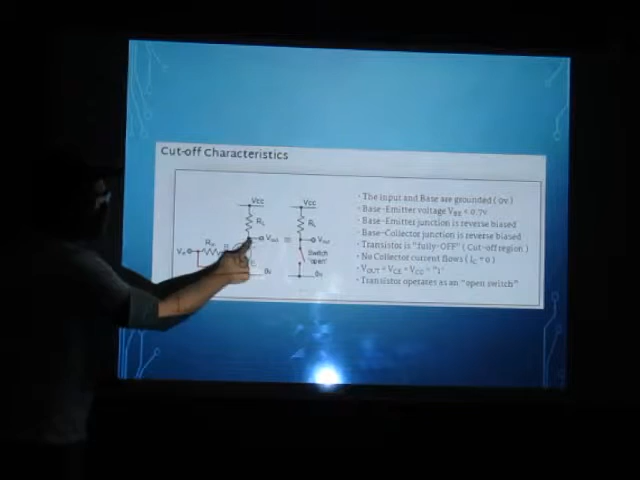 Cut-off Characteristics
Vcc
Vcc
RL
RL
Vout
=
Vout
Rin
Switch
"open"
0v
0v
• The input and Base are grounded ( 0v)
• Base-Emitter voltage VBE < 0.7v
• Base-Emitter junction is reverse biased
• Base-Collector junction is reverse biased
• Transistor is "fully-OFF" ( Cut-off region )
• No Collector current flows ( IC = 0 )
• VOUT = VCE = VCC = "1"
• Transistor operates as an "open switch"